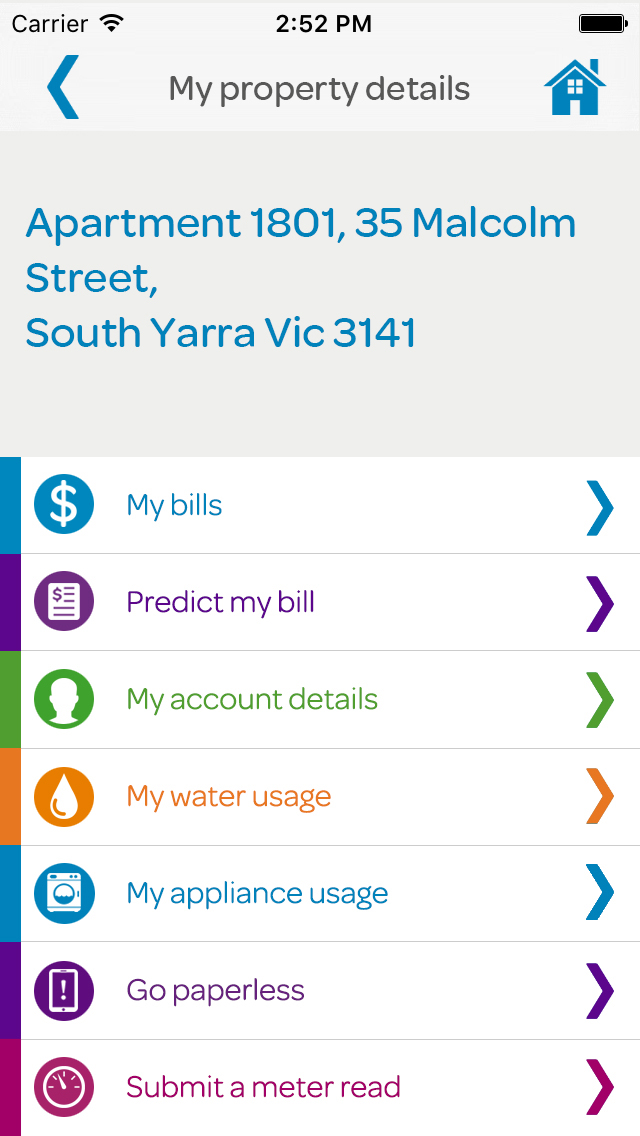 Carrier 2:52 PM
My property details
Apartment 1801, 35 Malcolm
Street,
South Yarra Vic 3141
$ My bills
$ Predict my bill
My account details
My water usage
My appliance usage
! Go paperless
Submit a meter read